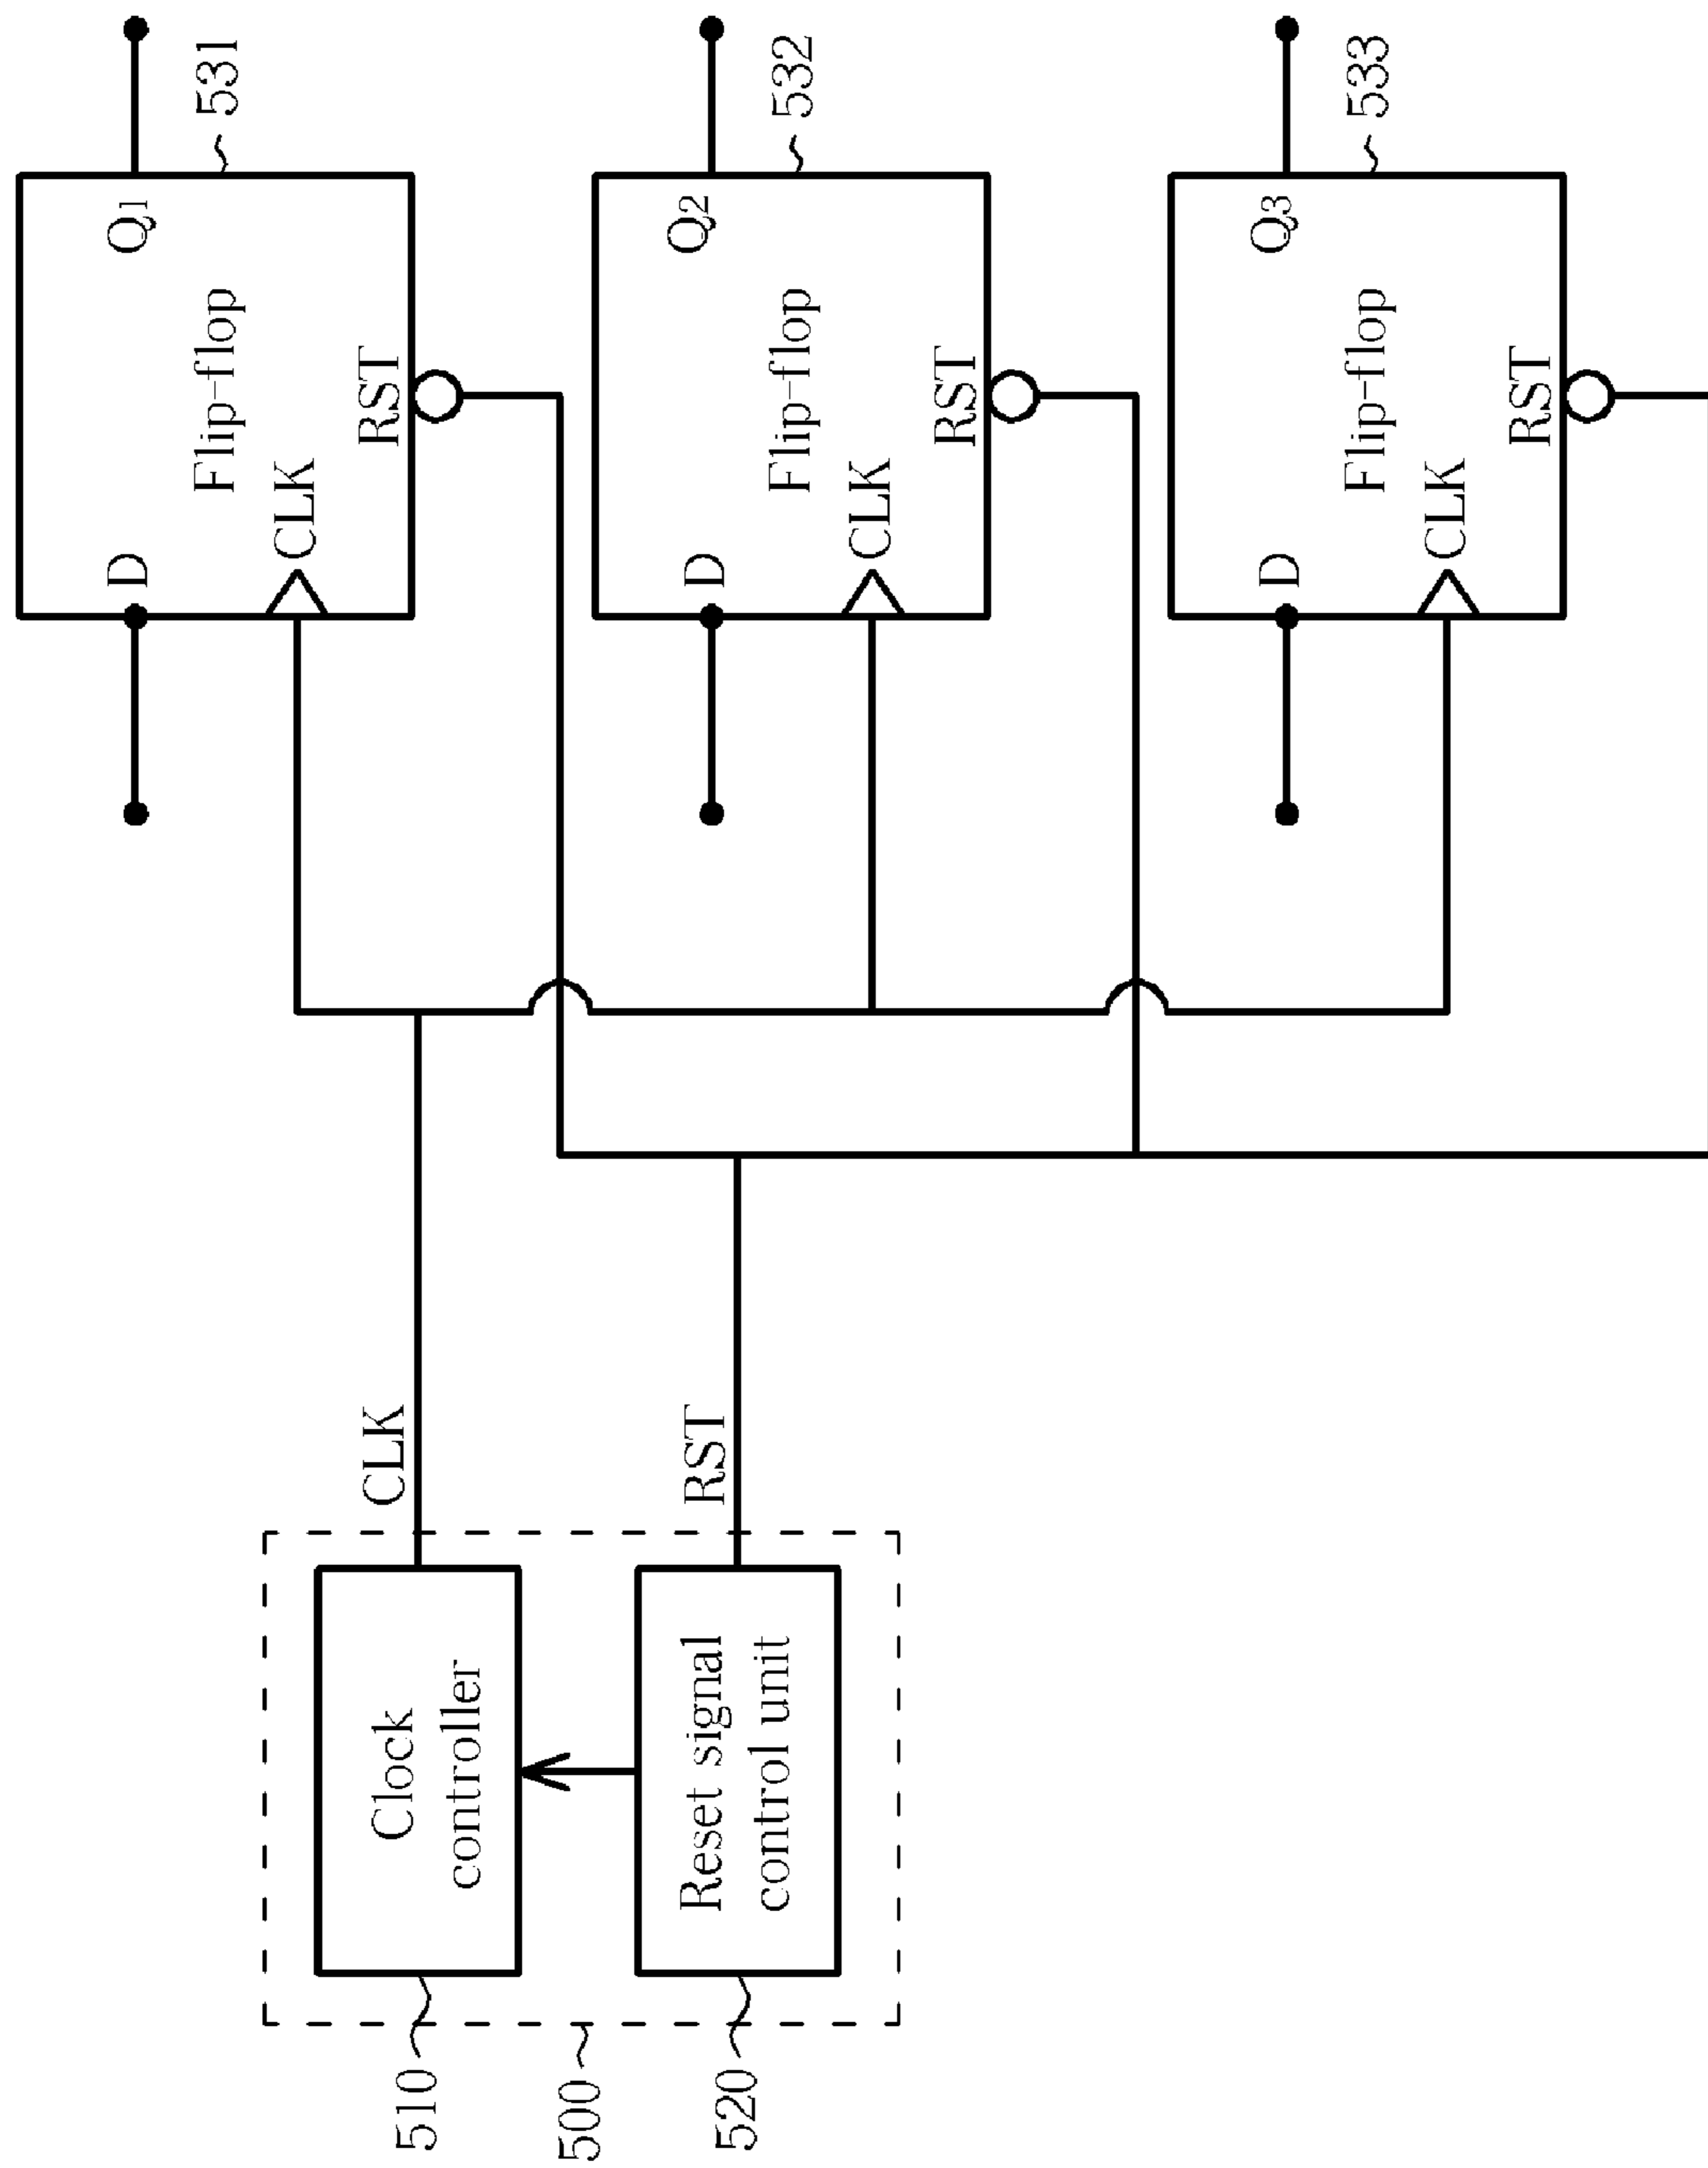 510
500
520
Clock
controller
Reset signal
control unit
CLK
RST
D
Q1
Flip-flop
CLK
RST
531
D
Q2
Flip-flop
CLK
RST
532
D
Q3
Flip-flop
CLK
RST
533